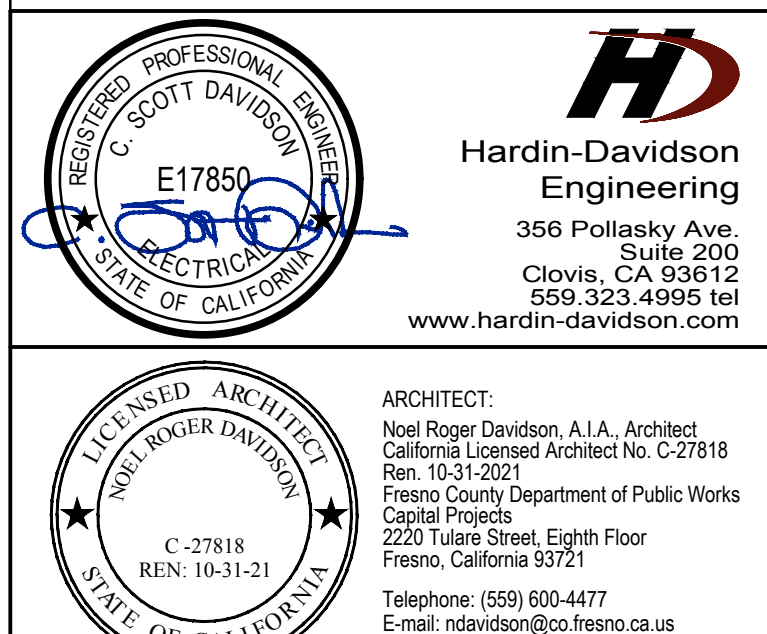 REGISTERED PROFESSIONAL ENGINEER
C. SCOTT DAVIDSON
E17850
ELECTRICAL
STATE OF CALIFORNIA
HD
Hardin-Davidson
Engineering
356 Pollasky Ave.
Suite 200
Clovis, CA 93612
559.323.4995 tel
www.hardin-davidson.com
LICENSED ARCHITECT
NOEL ROGER DAVIDSON
C -27818
REN: 10-31-21
STATE OF CALIFORNIA
ARCHITECT:
Noel Roger Davidson, A.I.A., Architect
California Licensed Architect No. C-27818
Ren. 10-31-2021
Fresno County Department of Public Works
Capital Projects
2220 Tulare Street, Eighth Floor
Fresno, California 93721
Telephone: (559) 600-4477
E-mail: ndavidson@co.fresno.ca.us